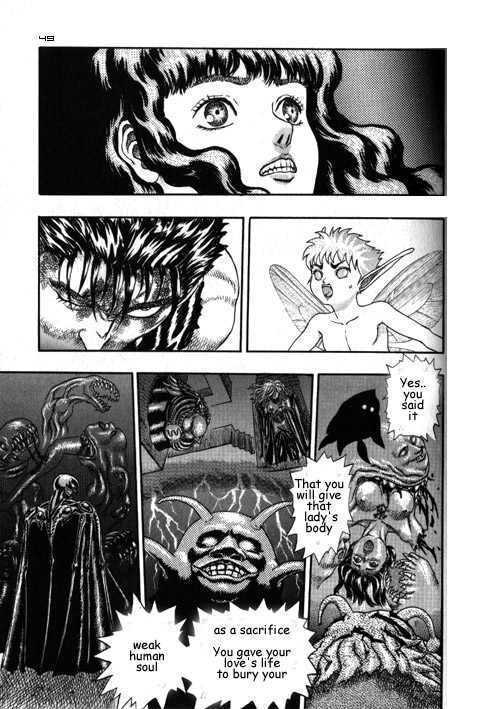 49
Yes..
you
said
it
That you
will give
that
lady's
body
as a sacrifice
You gave your
love's life
to bury your
weak
human
soul